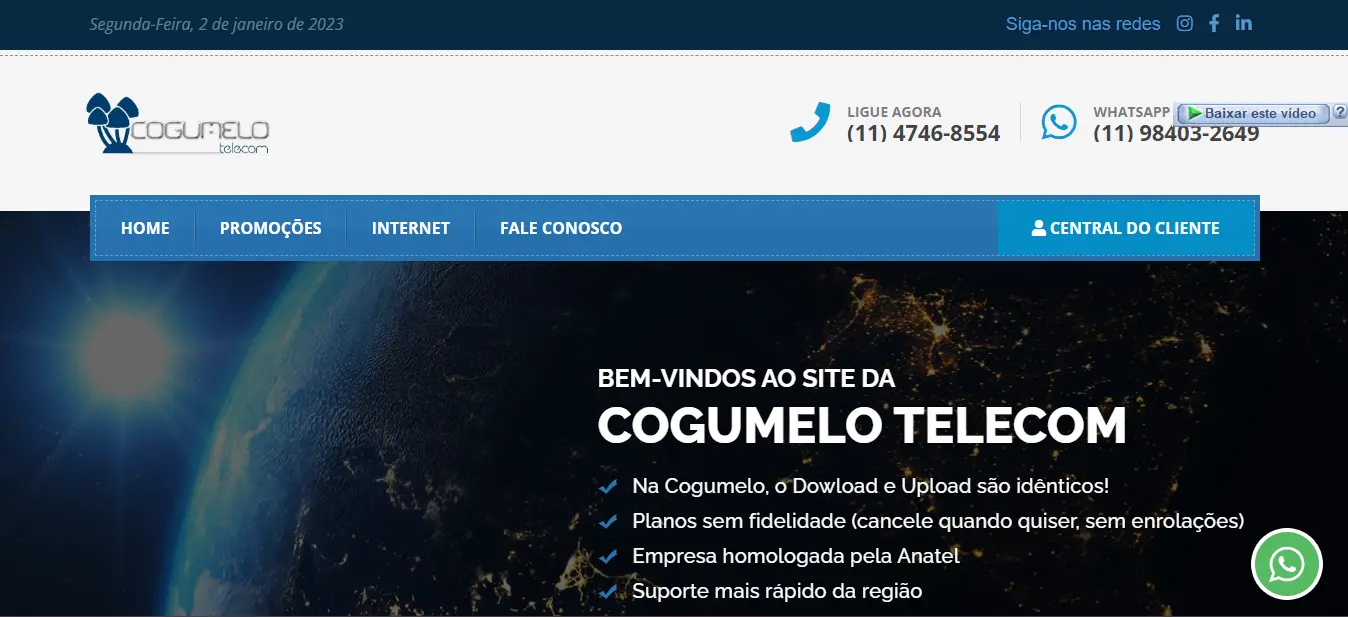 Segunda-Feira, 2 de janeiro de 2023
Siga-nos nas redes
COGUMELO
telecom
LIGUE AGORA
(11) 4746-8554
WHATSAPP
(11) 98403-2649
Baixar este vídeo
?
HOME
PROMOÇÕES
INTERNET
FALE CONOSCO
CENTRAL DO CLIENTE
BEM-VINDOS AO SITE DA
COGUMELO TELECOM
Na Cogumelo, o Dowload e Upload são idênticos!
Planos sem fidelidade (cancele quando quiser, sem enrolações)
Empresa homologada pela Anatel
Suporte mais rápido da região